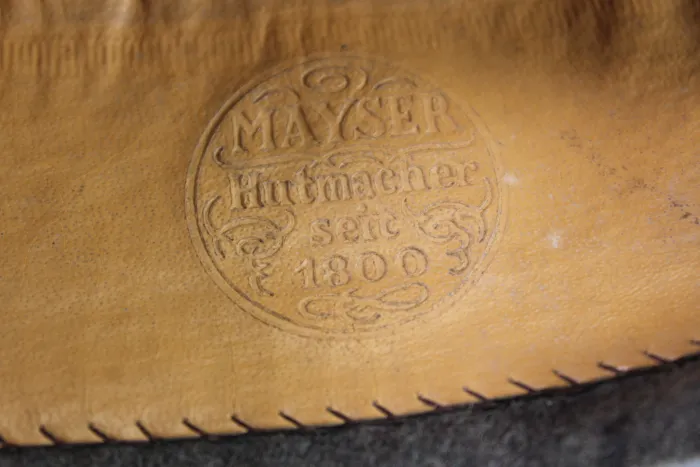 MAYSER
Hutmacher
seit
1800